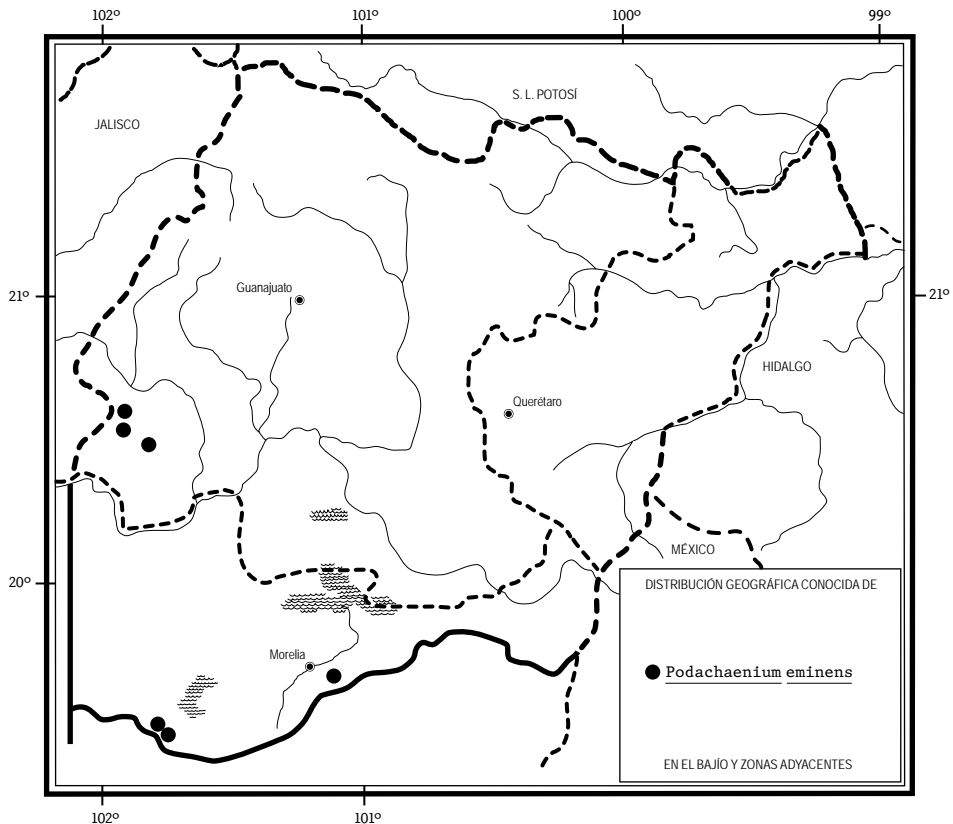 102º 101º 100º 99º
S. L. POTOSÍ
JALISCO
Guanajuato
21º 21º
HIDALGO
Querétaro
MÉXICO
20º
DISTRIBUCIÓN GEOGRÁFICA CONOCIDA DE
Morelia
Podachaenium eminens
EN EL BAJÍO Y ZONAS ADYACENTES
102º 101º